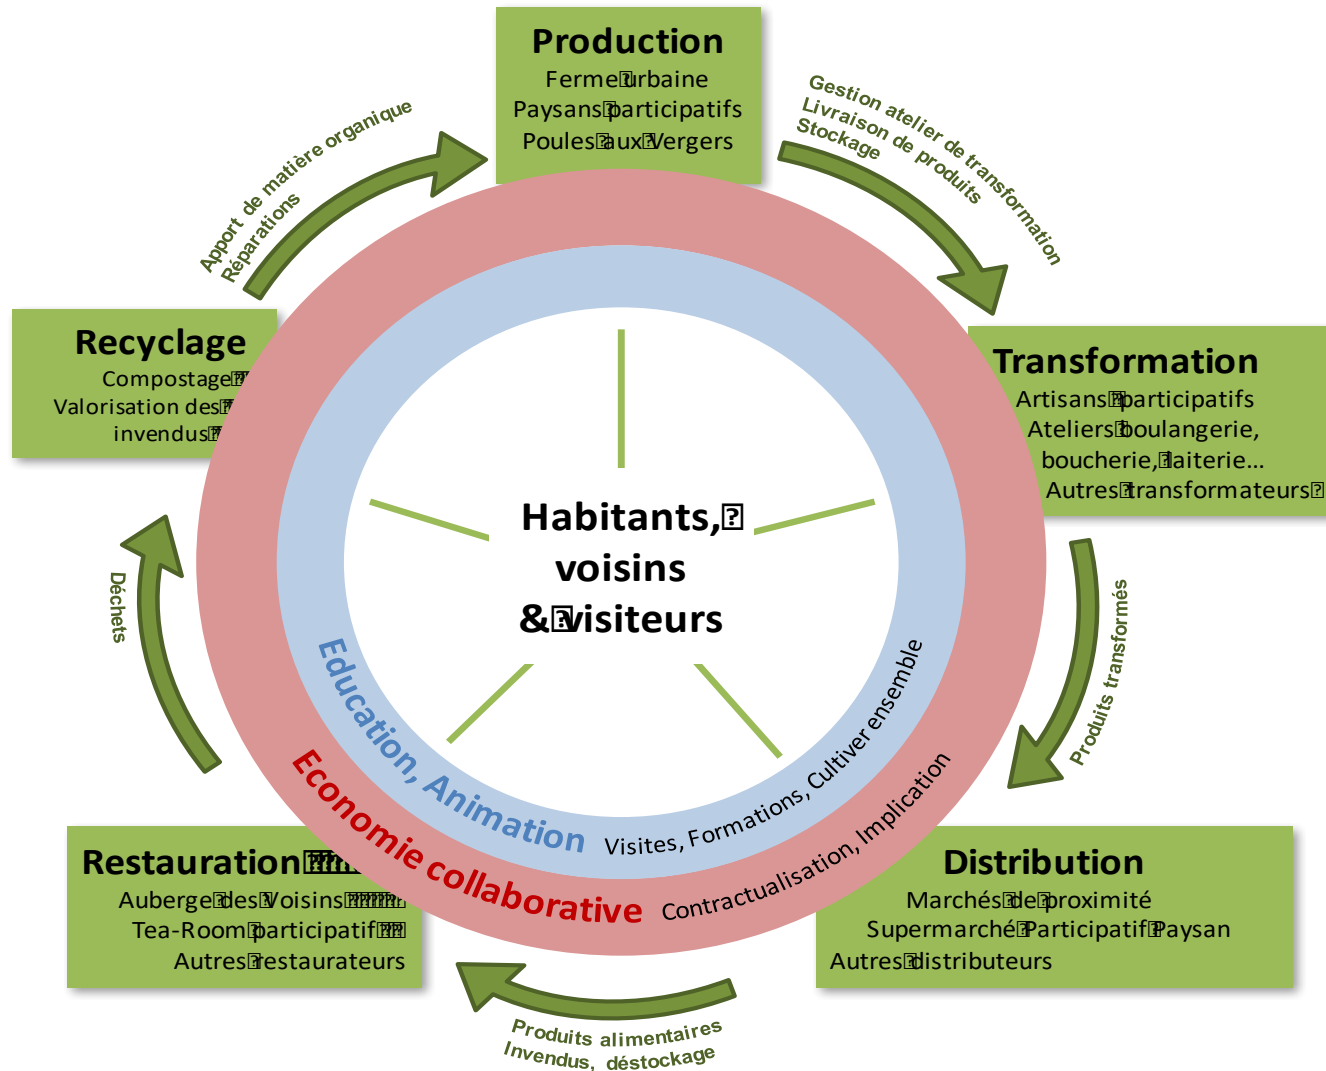 Production
Ferme urbaine
Paysans participatifs
Poules aux Vergers
Gestion atelier de transformation
Livraison de produits
Stockage
Transformation
Artisans participatifs
Ateliers boulangerie,
boucherie, laiterie...
Autres transformateurs
Produits transformés
Distribution
Marchés de proximité
Supermarché Participatif Paysan
Autres distributeurs
Produits alimentaires
Invendus, déstockage
Restauration
Auberge des Voisins
Tea-Room participatif
Autres restaurateurs
Déchets
Recyclage
Compostage
Valorisation des
invendus
Apport de matière organique
Réparations
Habitants,
voisins
& visiteurs
Education, Animation
Visites, Formations, Cultiver ensemble
Economie collaborative
Contractualisation, Implication